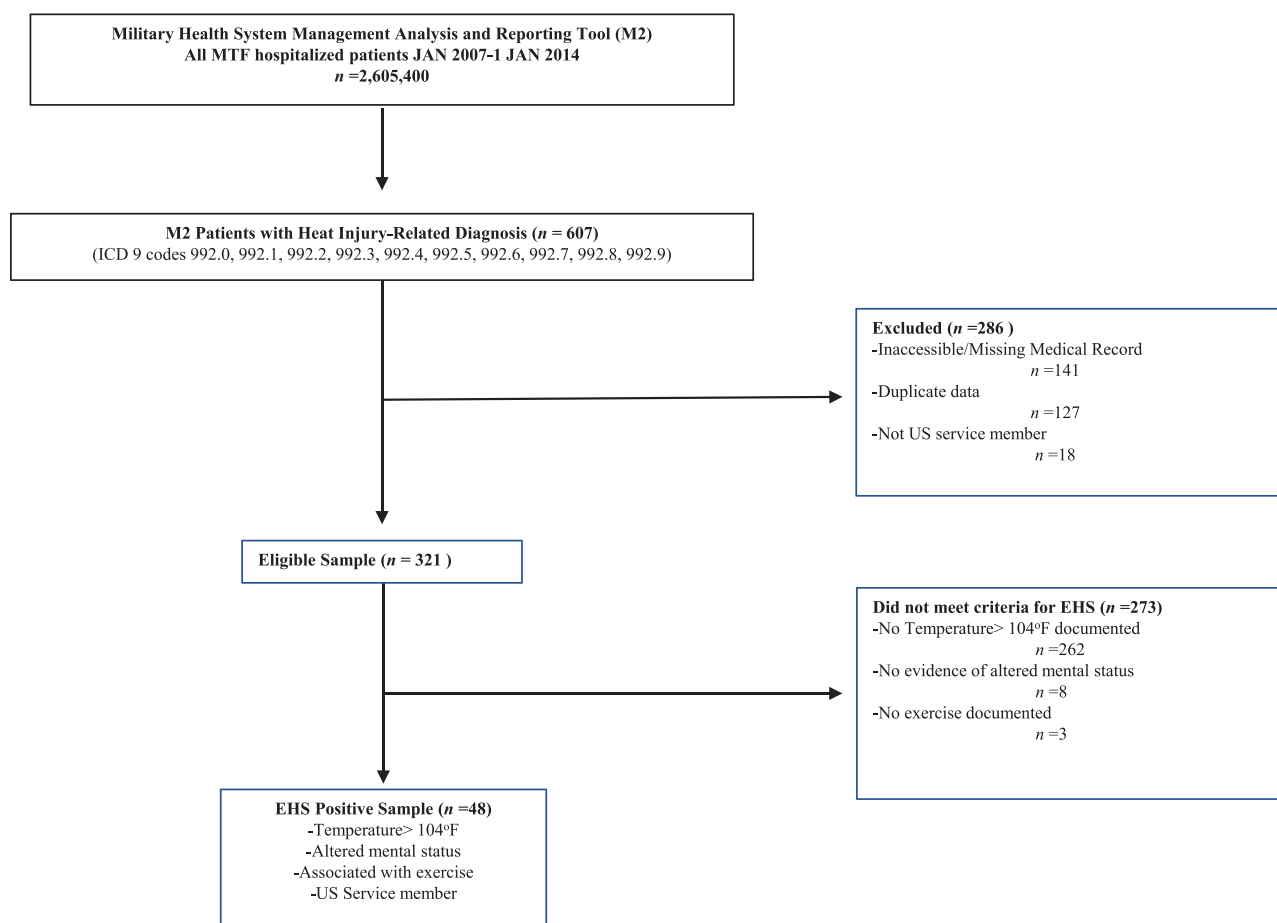 Military Health System Management Analysis and Reporting Tool (M2)
All MTF hospitalized patients JAN 2007-1 JAN 2014
n =2,605,400
M2 Patients with Heat Injury-Related Diagnosis (n = 607)
(ICD 9 codes 992.0, 992.1, 992.2, 992.3, 992.4, 992.5, 992.6, 992.7, 992.8, 992.9)
Excluded (n =286 )
-Inaccessible/Missing Medical Record
n =141
-Duplicate data
n =127
-Not US service member
n =18
Eligible Sample (n = 321 )
Did not meet criteria for EHS (n =273)
-No Temperature> 104ºF documented
n =262
-No evidence of altered mental status
n =8
-No exercise documented
n =3
EHS Positive Sample (n =48)
-Temperature> 104ºF
-Altered mental status
-Associated with exercise
-US Service member